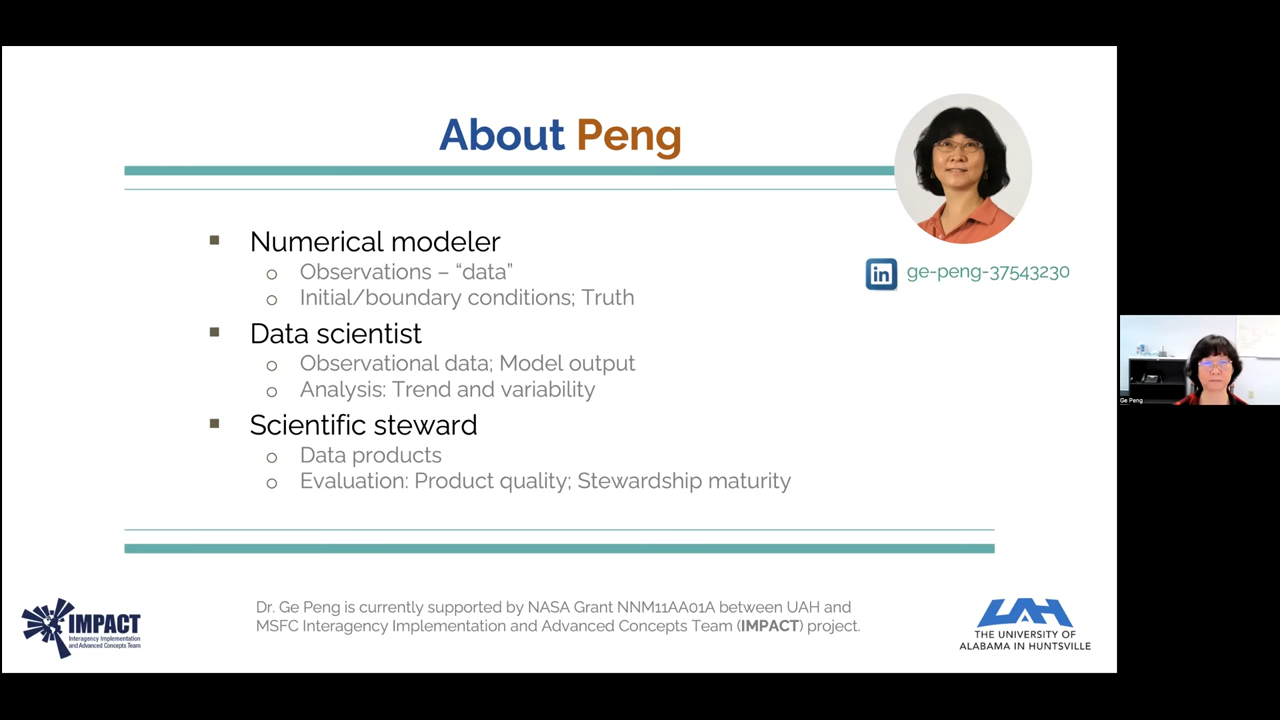 About Peng
in ge-peng-37543230
Numerical modeler
Observations – “data”
Initial/boundary conditions; Truth
Data scientist
Observational data; Model output
Analysis: Trend and variability
Scientific steward
Data products
Evaluation: Product quality; Stewardship maturity
Ge Peng
IMPACT
Interagency Implementation
and Advanced Concepts Team
Dr. Ge Peng is currently supported by NASA Grant NNM11AA01A between UAH and
MSFC Interagency Implementation and Advanced Concepts Team (IMPACT) project.
UAH
THE UNIVERSITY OF
ALABAMA IN HUNTSVILLE